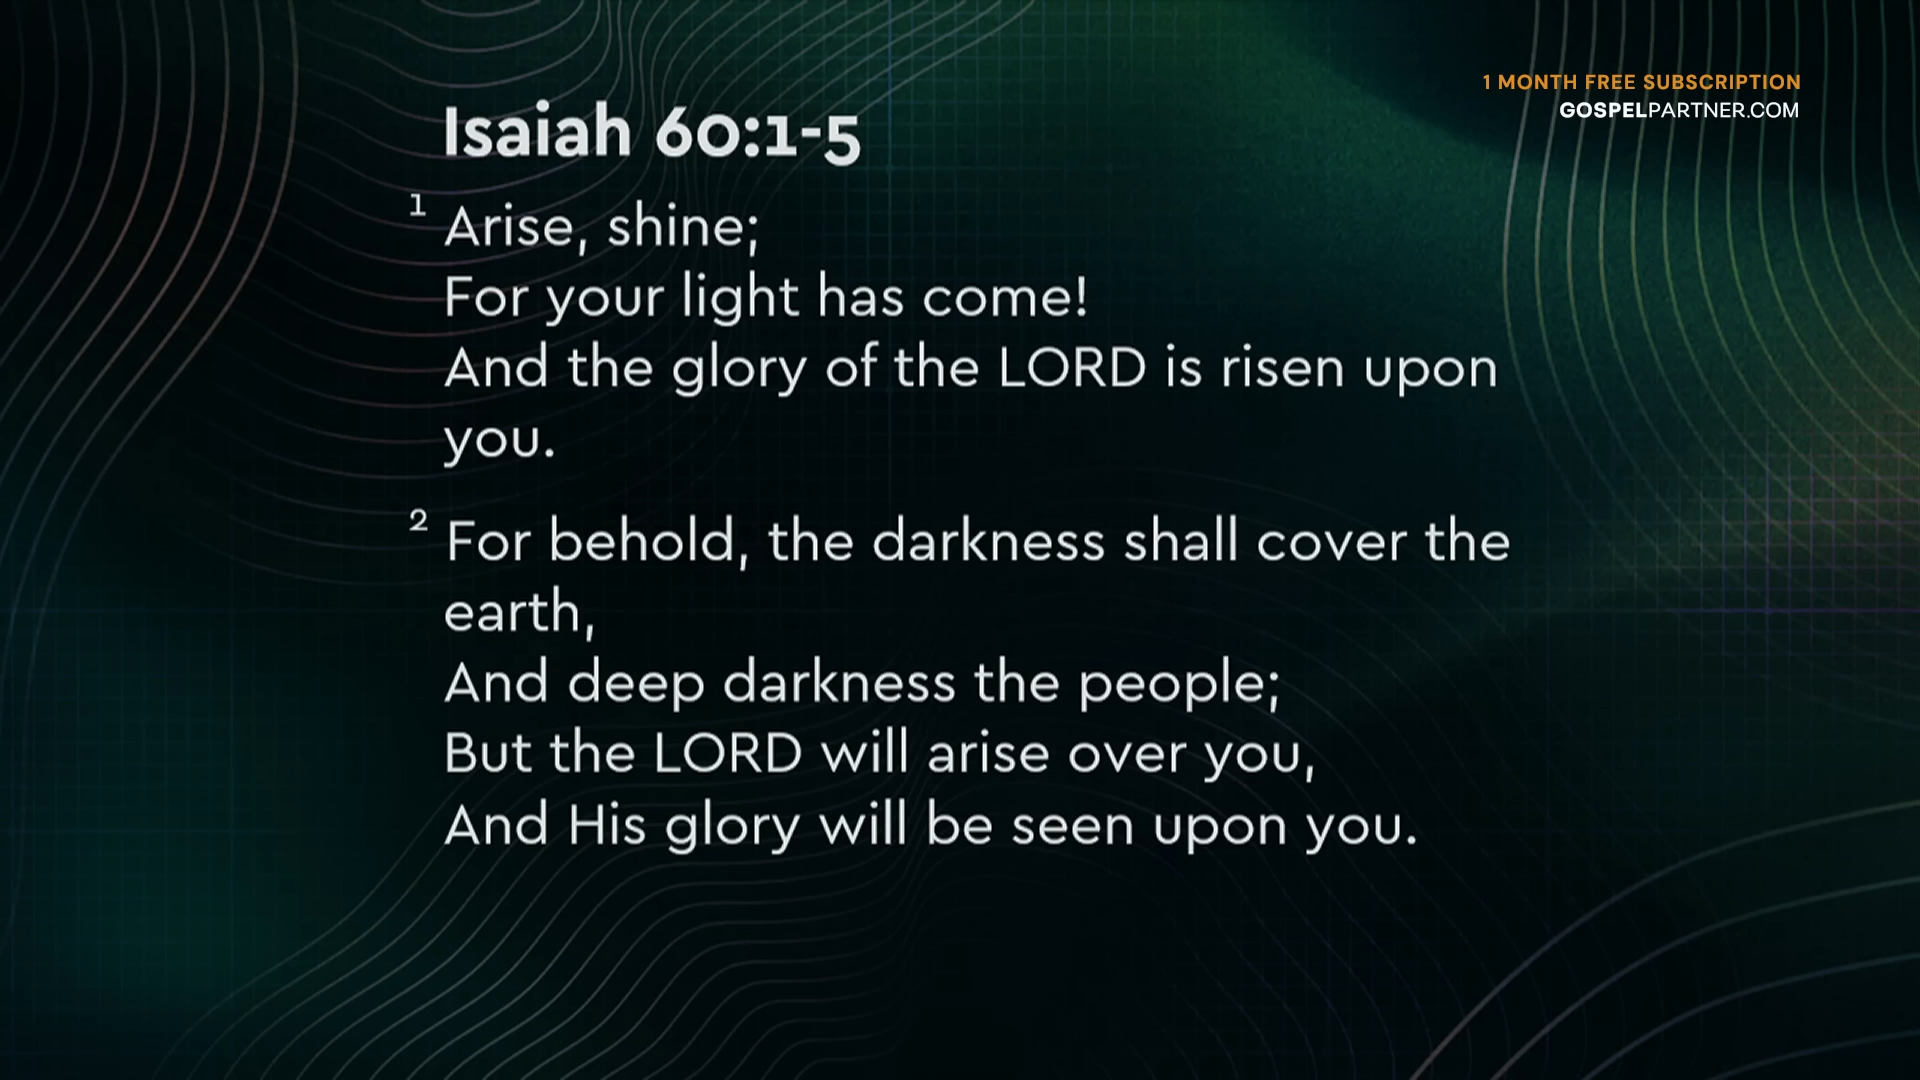 1 MONTH FREE SUBSCRIPTION
GOSPELPARTNER.COM
Isaiah 60:1-5
1 Arise, shine;
For your light has come!
And the glory of the LORD is risen upon
you.
2 For behold, the darkness shall cover the
earth,
And deep darkness the people;
But the LORD will arise over you,
And His glory will be seen upon you.